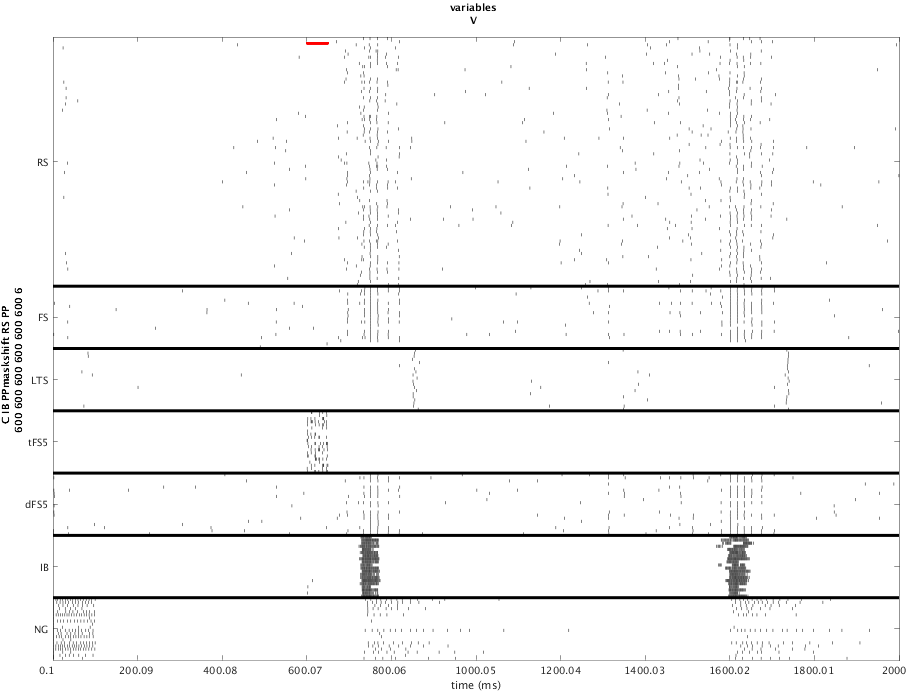 variables
V
C IB PPmaskshift RS PP
600 600 600 600 600 600 6
RS
FS
LTS
tFS5
dFS5
IB
NG
0.1 200.09 400.08 600.07 800.06 1000.05 1200.04 1400.03 1600.02 1800.01 2000
time (ms)